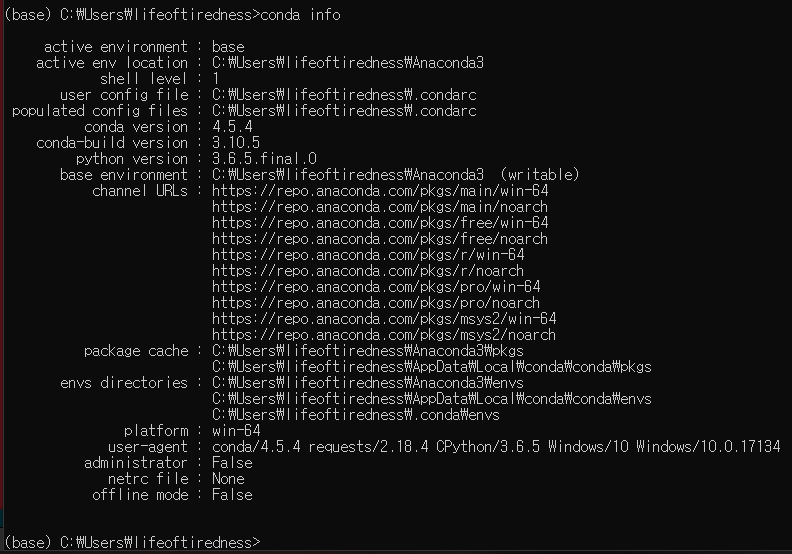 (base) C:₩Users₩lifeoftiredness>conda info
active environment : base
active env location : C:₩Users₩lifeoftiredness₩Anaconda3
shell level : 1
user config file : C:₩Users₩lifeoftiredness₩.condarc
populated config files : C:₩Users₩lifeoftiredness₩.condarc
conda version : 4.5.4
conda-build version : 3.10.5
python version : 3.6.5.final.0
base environment : C:₩Users₩lifeoftiredness₩Anaconda3  (writable)
channel URLs : https://repo.anaconda.com/pkgs/main/win-64
https://repo.anaconda.com/pkgs/main/noarch
https://repo.anaconda.com/pkgs/free/win-64
https://repo.anaconda.com/pkgs/free/noarch
https://repo.anaconda.com/pkgs/r/win-64
https://repo.anaconda.com/pkgs/r/noarch
https://repo.anaconda.com/pkgs/pro/win-64
https://repo.anaconda.com/pkgs/pro/noarch
https://repo.anaconda.com/pkgs/msys2/win-64
https://repo.anaconda.com/pkgs/msys2/noarch
package cache : C:₩Users₩lifeoftiredness₩Anaconda3₩pkgs
C:₩Users₩lifeoftiredness₩AppData₩Local₩conda₩conda₩pkgs
envs directories : C:₩Users₩lifeoftiredness₩Anaconda3₩envs
C:₩Users₩lifeoftiredness₩AppData₩Local₩conda₩conda₩envs
C:₩Users₩lifeoftiredness₩.conda₩envs
platform : win-64
user-agent : conda/4.5.4 requests/2.18.4 CPython/3.6.5 Windows/10 Windows/10.0.17134
administrator : False
netrc file : None
offline mode : False
(base) C:₩Users₩lifeoftiredness>